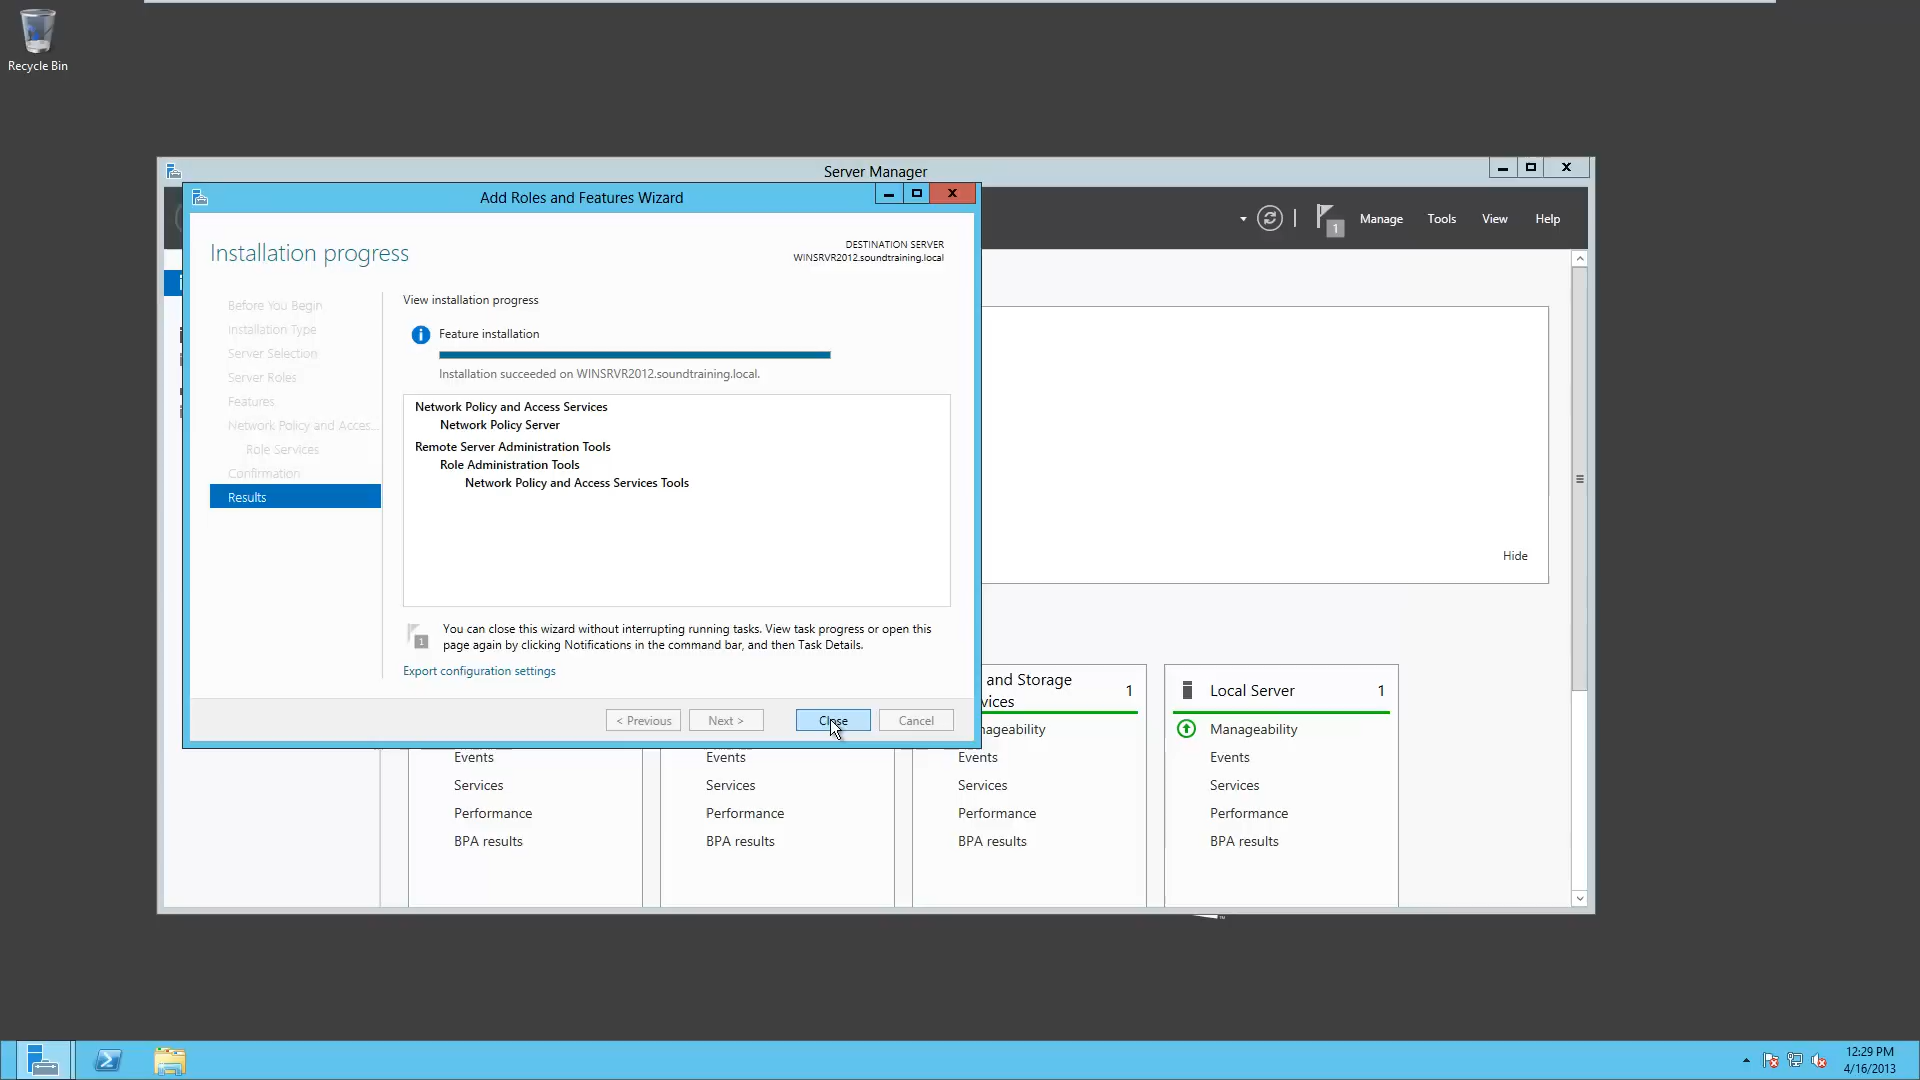 Recycle Bin
Server Manager
Add Roles and Features Wizard
1
Manage
Tools
View
Help
Installation progress
DESTINATION SERVER
WINSRVR2012.soundtraining.local
Before You Begin
Installation Type
Server Selection
Server Roles
Features
Network Policy and Acces...
Role Services
Confirmation
Results
View installation progress
Feature installation
Installation succeeded on WINSRVR2012.soundtraining.local.
Network Policy and Access Services
Network Policy Server
Remote Server Administration Tools
Role Administration Tools
Network Policy and Access Services Tools
1
You can close this wizard without interrupting running tasks. View task progress or open this
page again by clicking Notifications in the command bar, and then Task Details.
Export configuration settings
< Previous
Next >
Close
Cancel
Hide
Events
Services
Performance
BPA results
Events
Services
Performance
BPA results
and Storage
vices
1
nageability
Events
Services
Performance
BPA results
Local Server
1
Manageability
Events
Services
Performance
BPA results
12:29 PM
4/16/2013